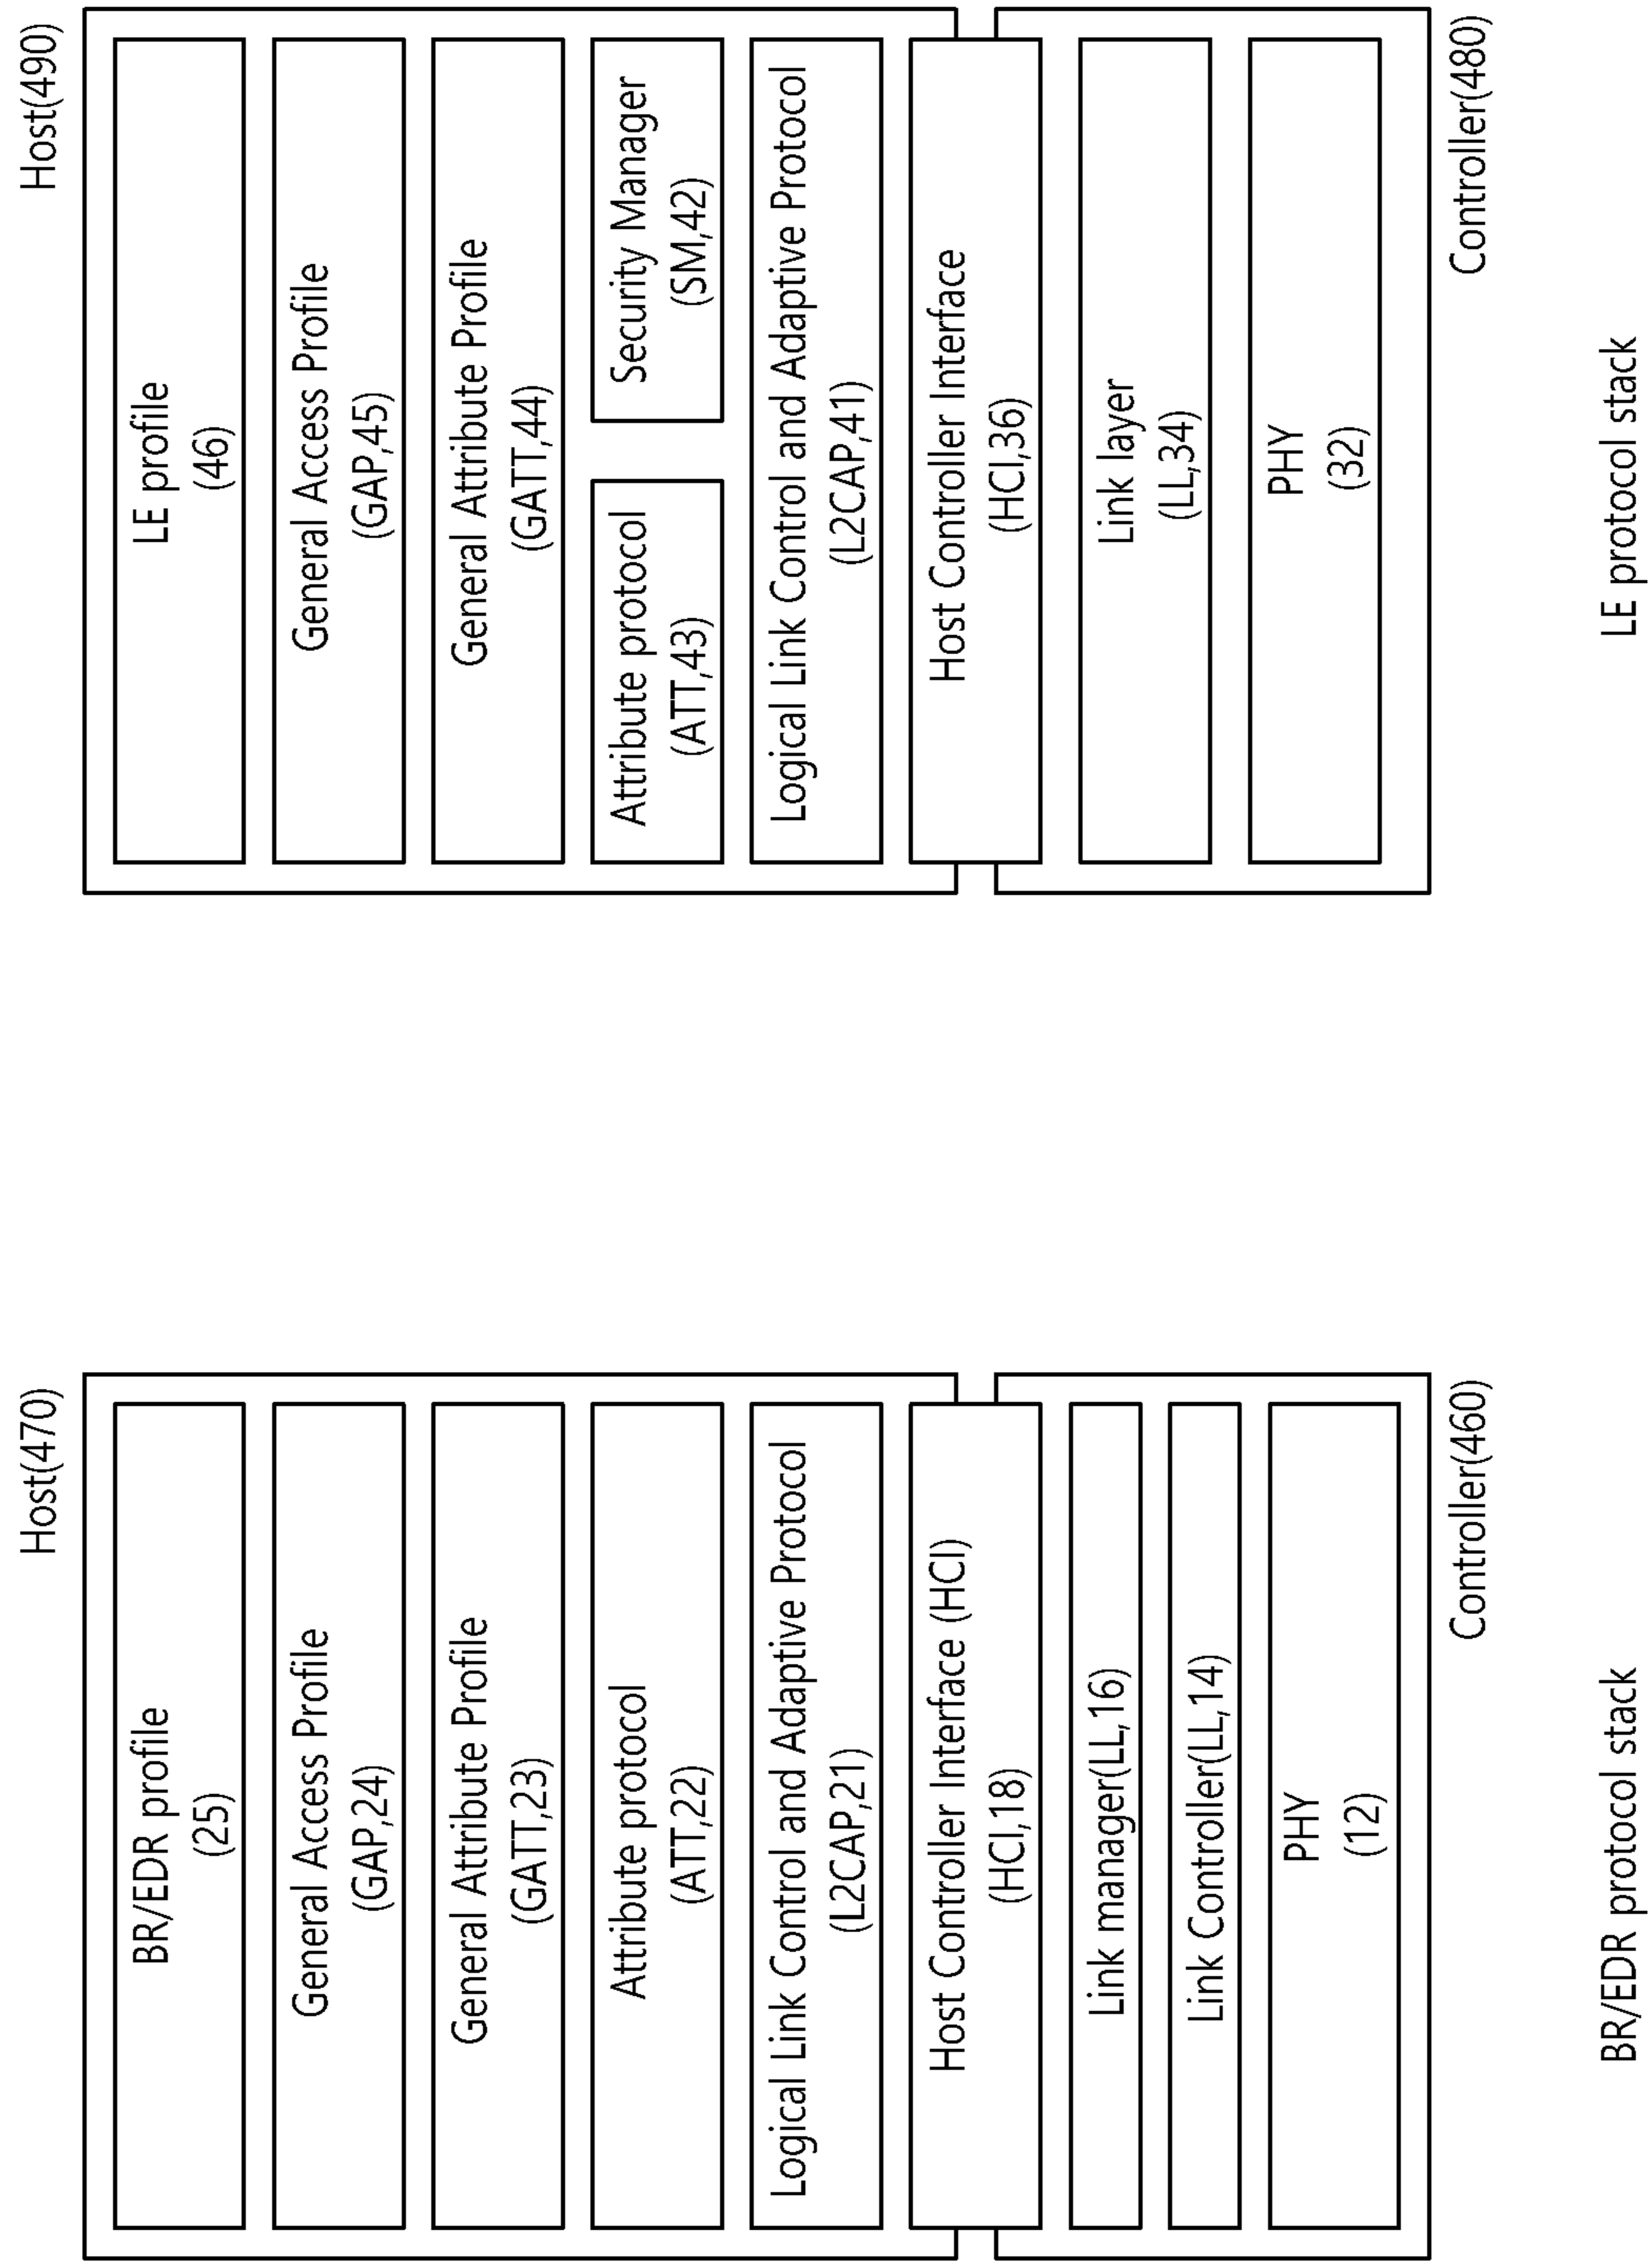 Host(470)
BR/EDR profile
(25)
General Access Profile
(GAP,24)
General Attribute Profile
(GATT,23)
Attribute protocol
(ATT,22)
Logical Link Control and Adaptive Protocol
(L2CAP,21)
Host Controller Interface (HCI)
(HCI,18)
Link manager(LL,16)
Link Controller(LL,14)
PHY
(12)
Controller(460)
BR/EDR protocol stack
Host(490)
LE profile
(46)
General Access Profile
(GAP,45)
General Attribute Profile
(GATT,44)
Attribute protocol
(ATT,43)
Security Manager
(SM,42)
Logical Link Control and Adaptive Protocol
(L2CAP,41)
Host Controller Interface
(HCI,36)
Link layer
(LL,34)
PHY
(32)
Controller(480)
LE protocol stack